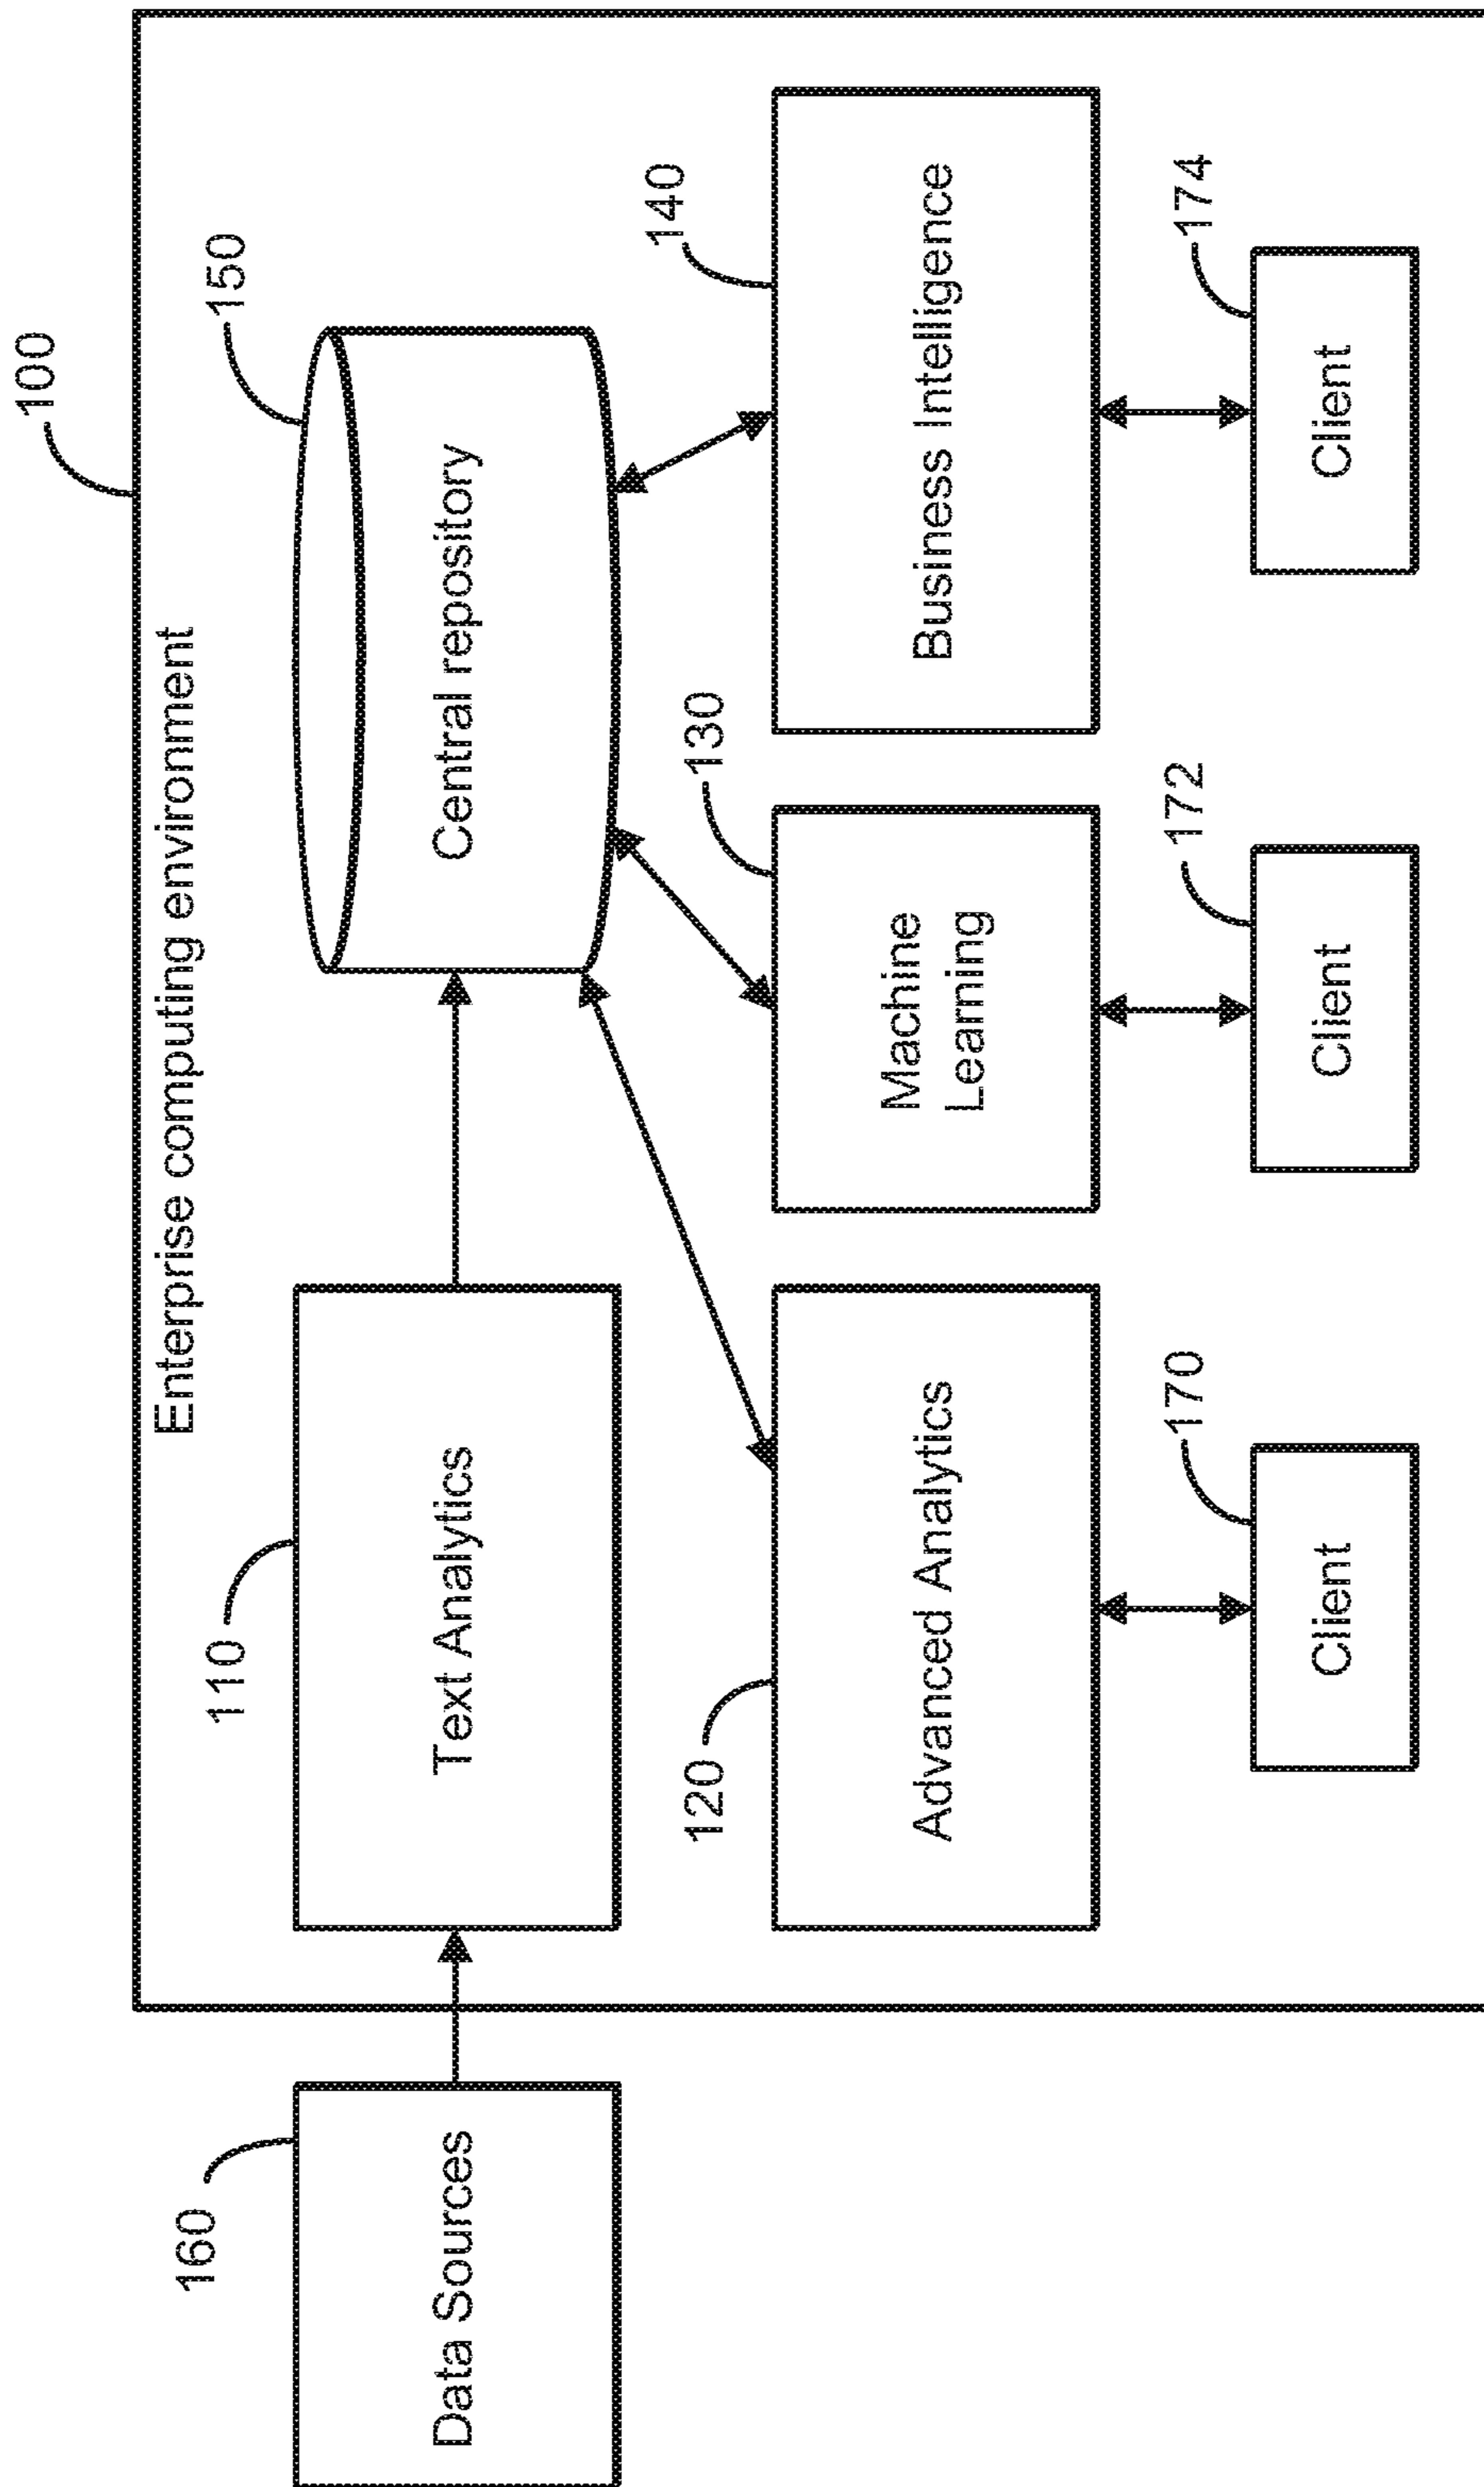 100
Enterprise computing environment
160
110
150
Data Sources
Text Analytics
Central repository
120
130
140
Advanced Analytics
Machine
Learning
Business Intelligence
170
172
174
Client
Client
Client